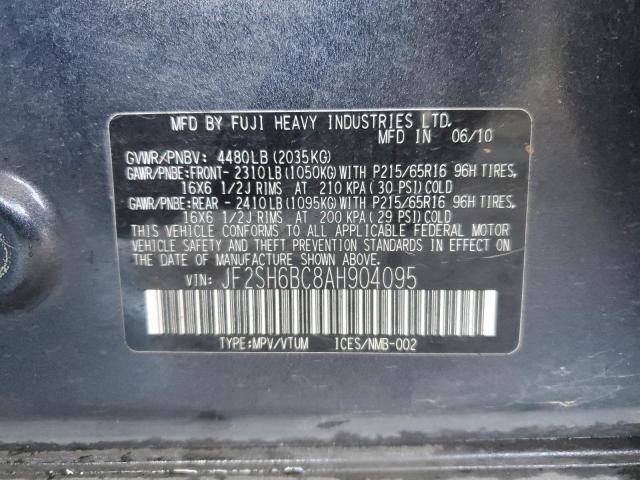 MFD BY FUJI HEAVY INDUSTRIES LTD.
MFD IN 06/10
GVWR/PNBV: 4480LB (2035KG)
GAWR/PNBE:FRONT- 2310LB (1050KG)WITH P215/65R16 96H TIRES,
16X6 1/2J RIMS AT 210 KPA (30 PSI)COLD
GAWR/PNBE:REAR - 2410LB (1095KG)WITH P215/65R16 96H TIRES,
16X6 1/2J RIMS AT 200 KPA (29 PSI)COLD
THIS VEHICLE CONFORMS TO ALL APPLICABLE FEDERAL MOTOR
VEHICLE SAFETY AND THEFT PREVENTION STANDARDS IN EFFECT
ON THE DATE OF MANUFACTURE SHOWN ABOVE.
VIN: JF2SH6BC8AH904095
TYPE:MPV/VTUM ICES/NMB-002